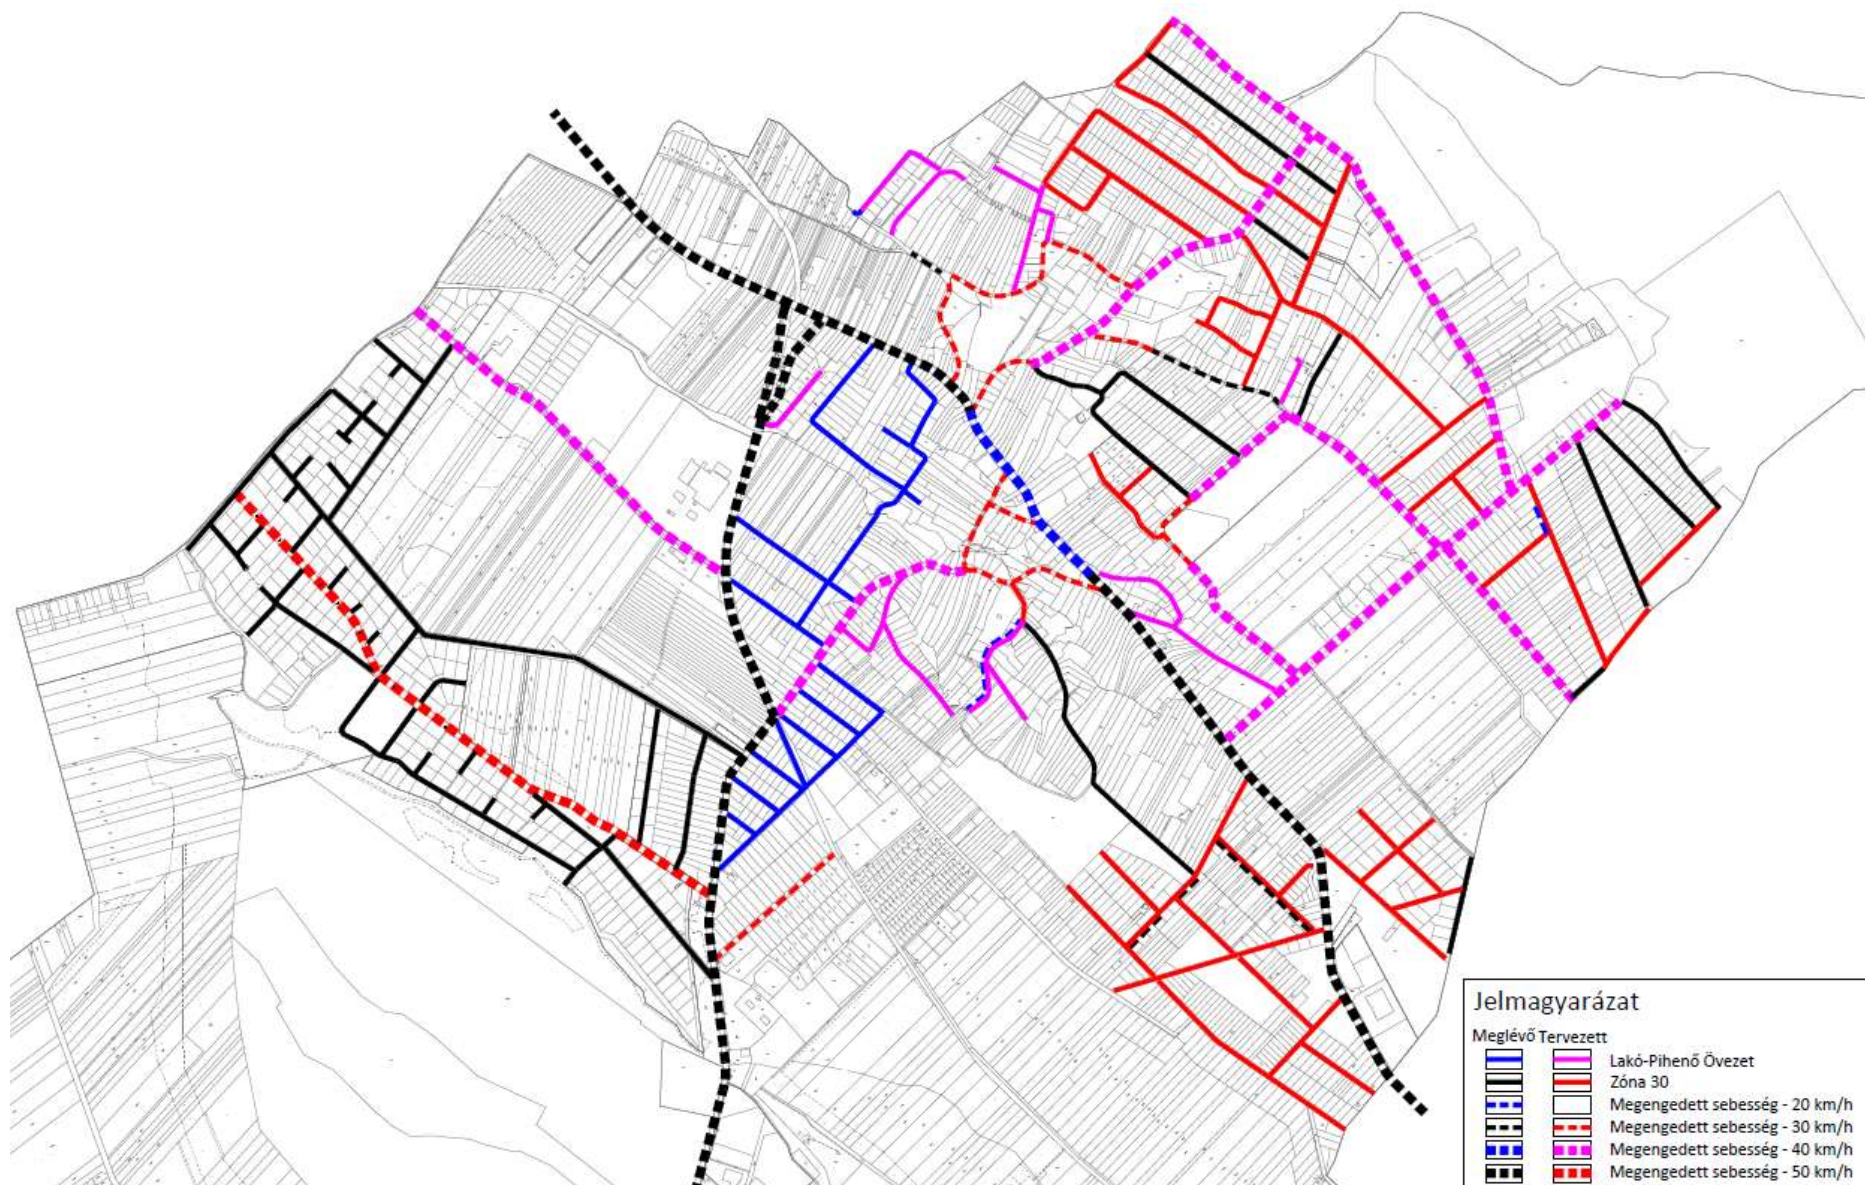 Jelmagyarázat
Meglévő Tervezett
Lakó-Pihenő Övezet
Zóna 30
Megengedett sebesség - 20 km/h
Megengedett sebesség - 30 km/h
Megengedett sebesség - 40 km/h
Megengedett sebesség - 50 km/h